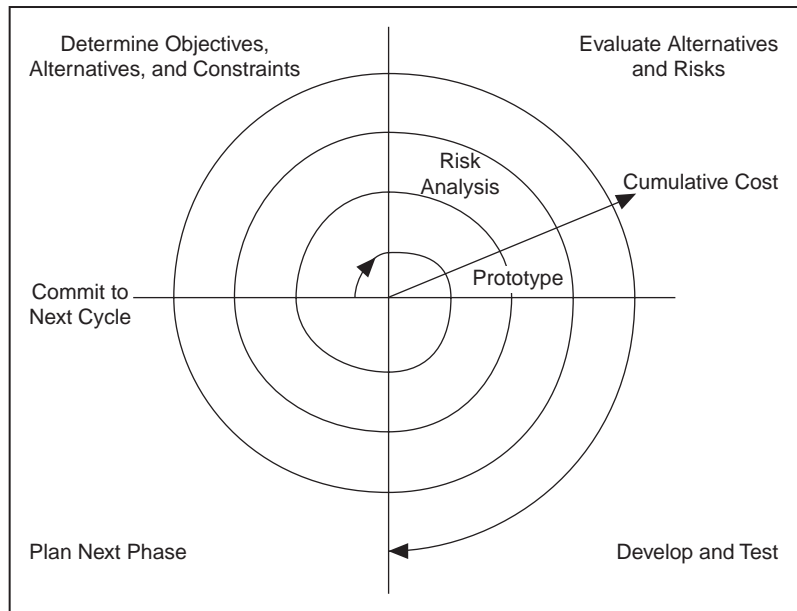 Determine Objectives,
Alternatives, and Constraints
Evaluate Alternatives
and Risks
Risk
Analysis
Cumulative Cost
Prototype
Commit to
Next Cycle
Plan Next Phase
Develop and Test